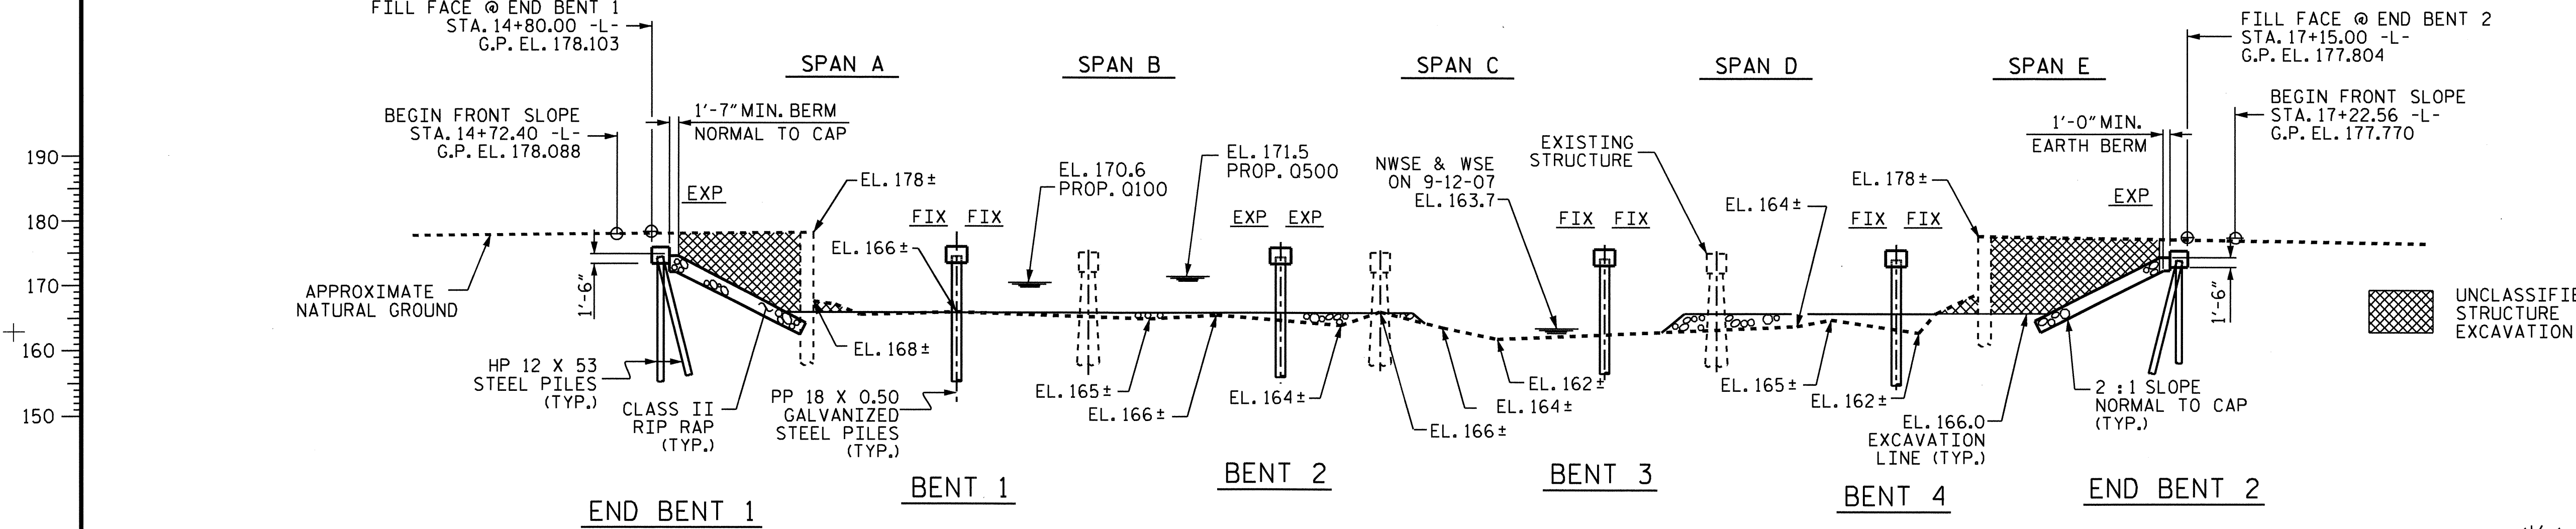 FILL FACE @ END BENT 1
STA. 14+80.00 -L-
G.P. EL. 178.103
BEGIN FRONT SLOPE
STA. 14+72.40 -L-
G.P. EL. 178.088
1'-7" MIN. BERM
NORMAL TO CAP
SPAN A
SPAN B
SPAN C
SPAN D
SPAN E
FILL FACE @ END BENT 2
STA. 17+15.00 -L-
G.P. EL. 177.804
BEGIN FRONT SLOPE
STA. 17+22.56 -L-
G.P. EL. 177.770
1'-0" MIN.
EARTH BERM
190
180
170
160
150
EXP
EL. 178±
FIX FIX
EL. 166±
EL. 170.6
PROP. Q100
EL. 171.5
PROP. Q500
EXP EXP
NWSE & WSE
ON 9-12-07
EL. 163.7
EXISTING
STRUCTURE
FIX FIX
EL. 164±
EL. 178±
FIX FIX
EXP
APPROXIMATE
NATURAL GROUND
1'-6"
1'-6"
UNCLASSIFIE
STRUCTURE
EXCAVATION
HP 12 X 53
STEEL PILES
(TYP.)
CLASS II
RIP RAP
(TYP.)
EL. 168±
PP 18 X 0.50
GALVANIZED
STEEL PILES
(TYP.)
EL. 165±
EL. 166±
EL. 164±
EL. 162±
EL. 164±
EL. 166±
EL. 165±
EL. 162±
EL. 166.0
EXCAVATION
LINE (TYP.)
2 : 1 SLOPE
NORMAL TO CAP
(TYP.)
END BENT 1
BENT 1
BENT 2
BENT 3
BENT 4
END BENT 2